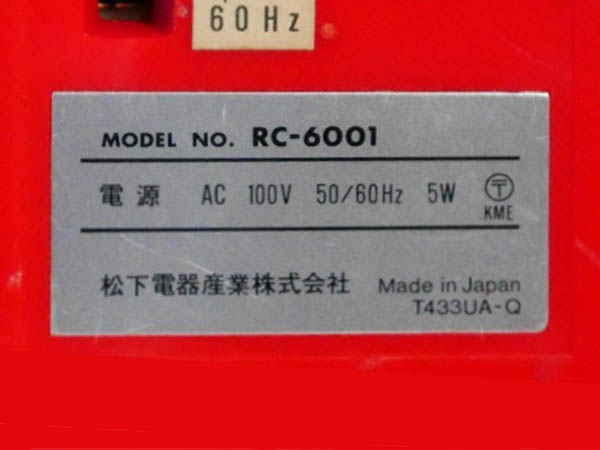 60Hz
MODEL NO. RC-6001
電源 AC 100V 50/60Hz 5W 〒
KME
松下電器産業株式会社 Made in Japan
T433UA-Q